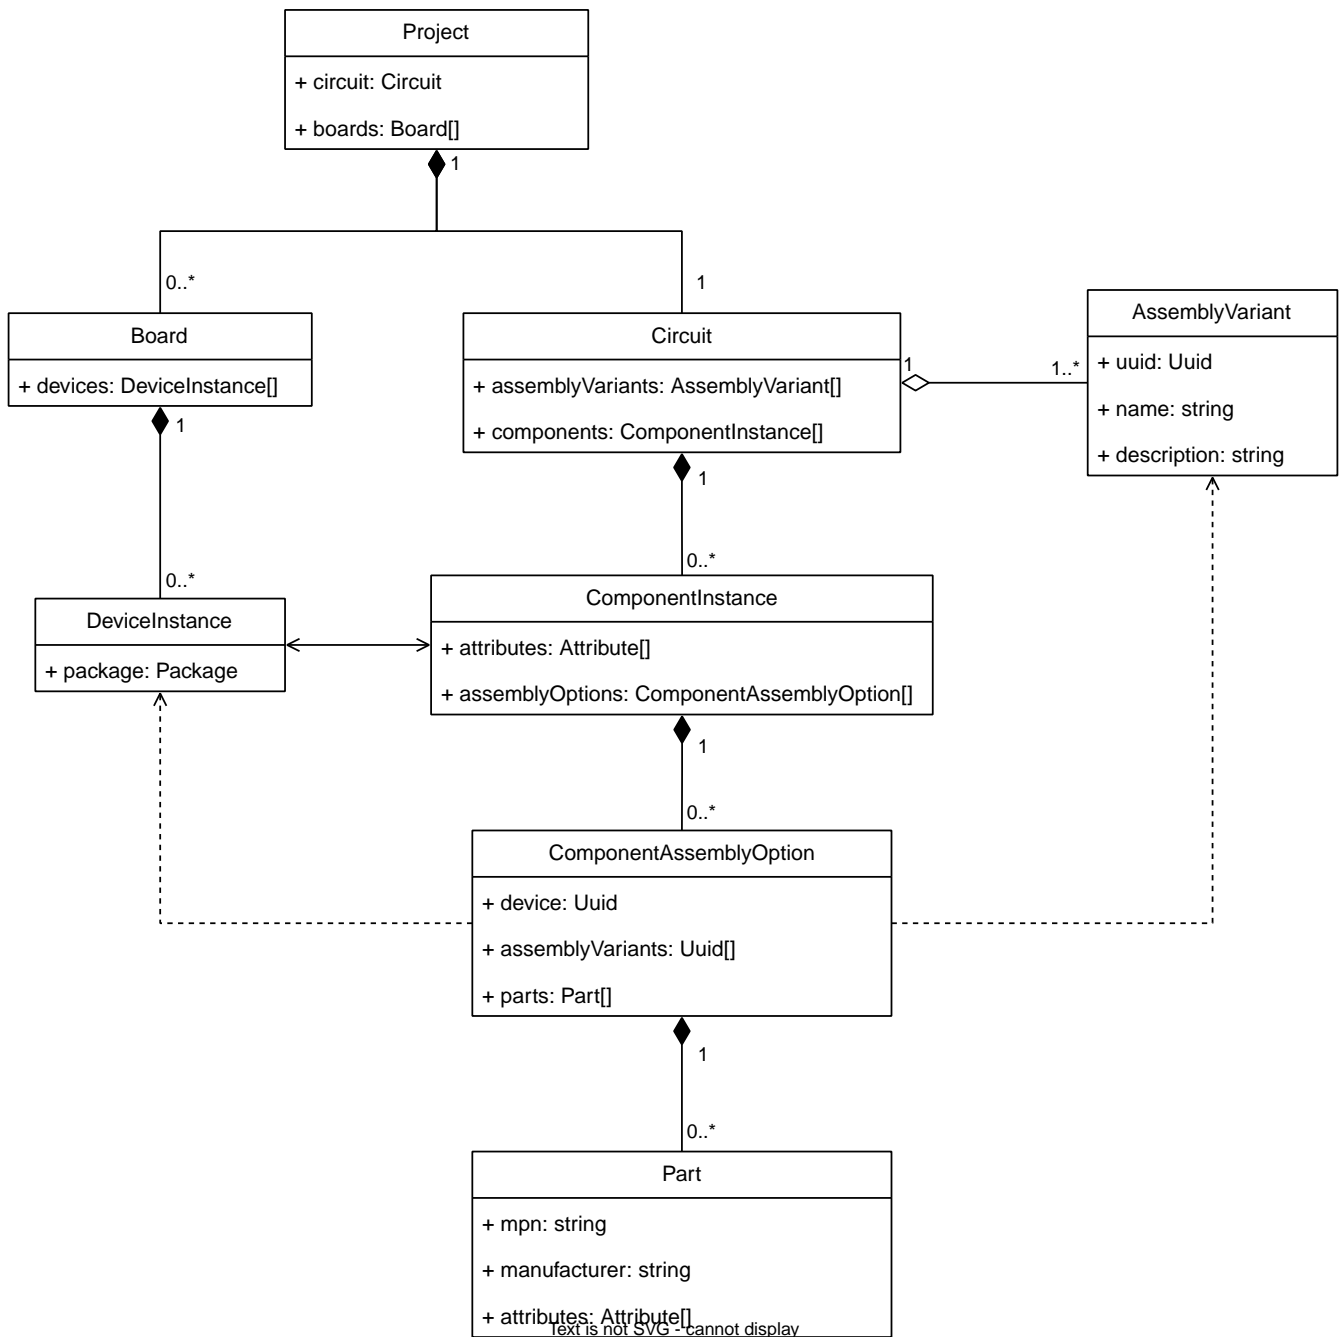 Project
+ circuit: Circuit
+ boards: Board[]
1
0..*
1
Board
+ devices: DeviceInstance[]
1
Circuit
+ assemblyVariants: AssemblyVariant[]
+ components: ComponentInstance[]
1
1..*
AssemblyVariant
+ uuid: Uuid
+ name: string
+ description: string
1
0..*
0..*
DeviceInstance
+ package: Package
ComponentInstance
+ attributes: Attribute[]
+ assemblyOptions: ComponentAssemblyOption[]
1
0..*
ComponentAssemblyOption
+ device: Uuid
+ assemblyVariants: Uuid[]
+ parts: Part[]
1
0..*
Part
+ mpn: string
+ manufacturer: string
+ attributes: Attribute[]
Text is not SVG - cannot display